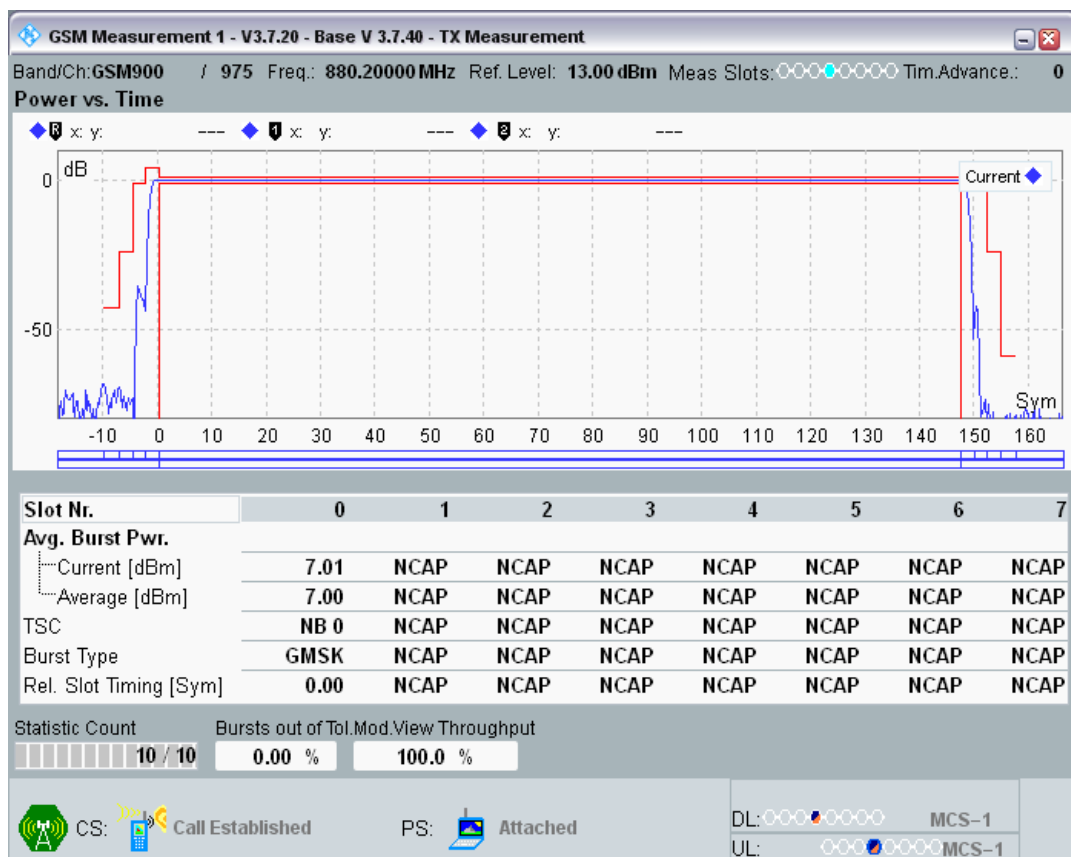 GSM Measurement 1 - V3.7.20 - Base V 3.7.40 - TX Measurement
Band/Ch:GSM900 / 975 Freq.: 880.20000 MHz Ref. Level: 13.00 dBm Meas Slots: Tim.Advance.: 0
Power vs. Time
R x: y: --- 1 x: y: --- 2 x: y: ---
dB
Current
0
-50
Sym
-10 0 10 20 30 40 50 60 70 80 90 100 110 120 130 140 150 160
Slot Nr. 0 1 2 3 4 5 6 7
Avg. Burst Pwr.
Current [dBm] 7.01 NCAP NCAP NCAP NCAP NCAP NCAP NCAP
Average [dBm] 7.00 NCAP NCAP NCAP NCAP NCAP NCAP NCAP
TSC NB 0 NCAP NCAP NCAP NCAP NCAP NCAP NCAP
Burst Type GMSK NCAP NCAP NCAP NCAP NCAP NCAP NCAP
Rel. Slot Timing [Sym] 0.00 NCAP NCAP NCAP NCAP NCAP NCAP NCAP
Statistic Count Bursts out of Tol.Mod.View Throughput
10 / 10 0.00 % 100.0 %
CS: Call Established PS: Attached DL: MCS-1
UL: MCS-1